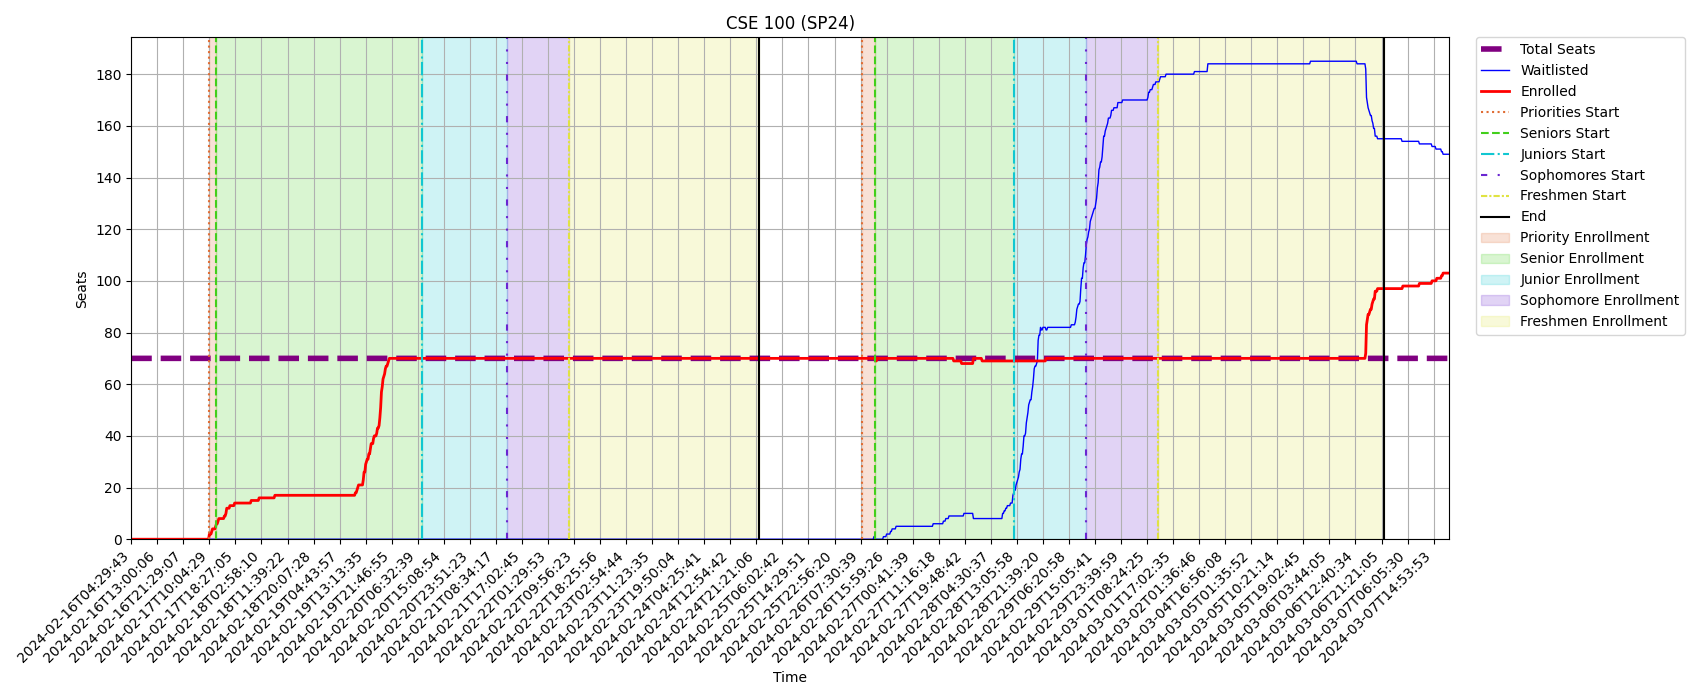 CSE 100 (SP24)
Seats
180
160
140
120
100
80
60
40
20
0
2024-02-16T04:29:43
2024-02-16T13:00:06
2024-02-16T21:29:07
2024-02-17T10:04:29
2024-02-17T18:27:05
2024-02-18T02:58:10
2024-02-18T11:39:22
2024-02-18T20:07:28
2024-02-19T04:43:57
2024-02-19T13:13:35
2024-02-19T21:46:55
2024-02-20T06:32:39
2024-02-20T15:08:54
2024-02-20T23:51:23
2024-02-21T08:34:17
2024-02-21T17:02:45
2024-02-22T01:29:53
2024-02-22T09:56:23
2024-02-22T18:25:56
2024-02-23T02:54:44
2024-02-23T11:23:35
2024-02-23T19:50:04
2024-02-24T04:25:41
2024-02-24T12:54:42
2024-02-24T21:21:06
2024-02-25T06:02:42
2024-02-25T14:29:51
2024-02-25T22:56:20
2024-02-26T07:30:39
2024-02-26T15:59:26
2024-02-27T00:41:39
2024-02-27T11:16:18
2024-02-27T19:48:42
2024-02-28T04:30:37
2024-02-28T13:05:58
2024-02-28T21:39:20
2024-02-29T06:20:58
2024-02-29T15:05:41
2024-02-29T23:39:59
2024-03-01T08:24:25
2024-03-01T17:02:35
2024-03-02T01:36:46
2024-03-04T16:56:08
2024-03-05T01:35:52
2024-03-05T10:21:14
2024-03-05T19:02:45
2024-03-06T03:44:05
2024-03-06T12:40:34
2024-03-06T21:21:05
2024-03-07T06:05:30
2024-03-07T14:53:53
Time
Total Seats
Waitlisted
Enrolled
Priorities Start
Seniors Start
Juniors Start
Sophomores Start
Freshmen Start
End
Priority Enrollment
Senior Enrollment
Junior Enrollment
Sophomore Enrollment
Freshmen Enrollment